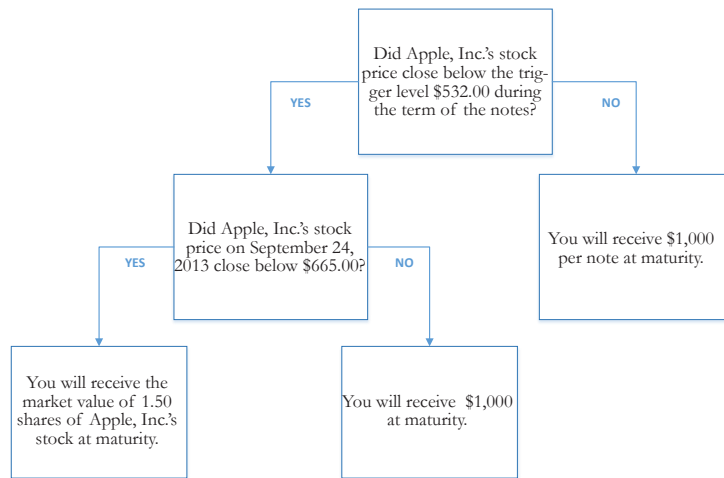 Did Apple, Inc.'s stock
price close below the trig-
ger level $532.00 during
the term of the notes?
YES
NO
Did Apple, Inc.'s stock
price on September 24,
2013 close below $665.00?
You will receive $1,000
per note at maturity.
YES
NO
You will receive the
market value of 1.50
shares of Apple, Inc.'s
stock at maturity.
You will receive $1,000
at maturity.